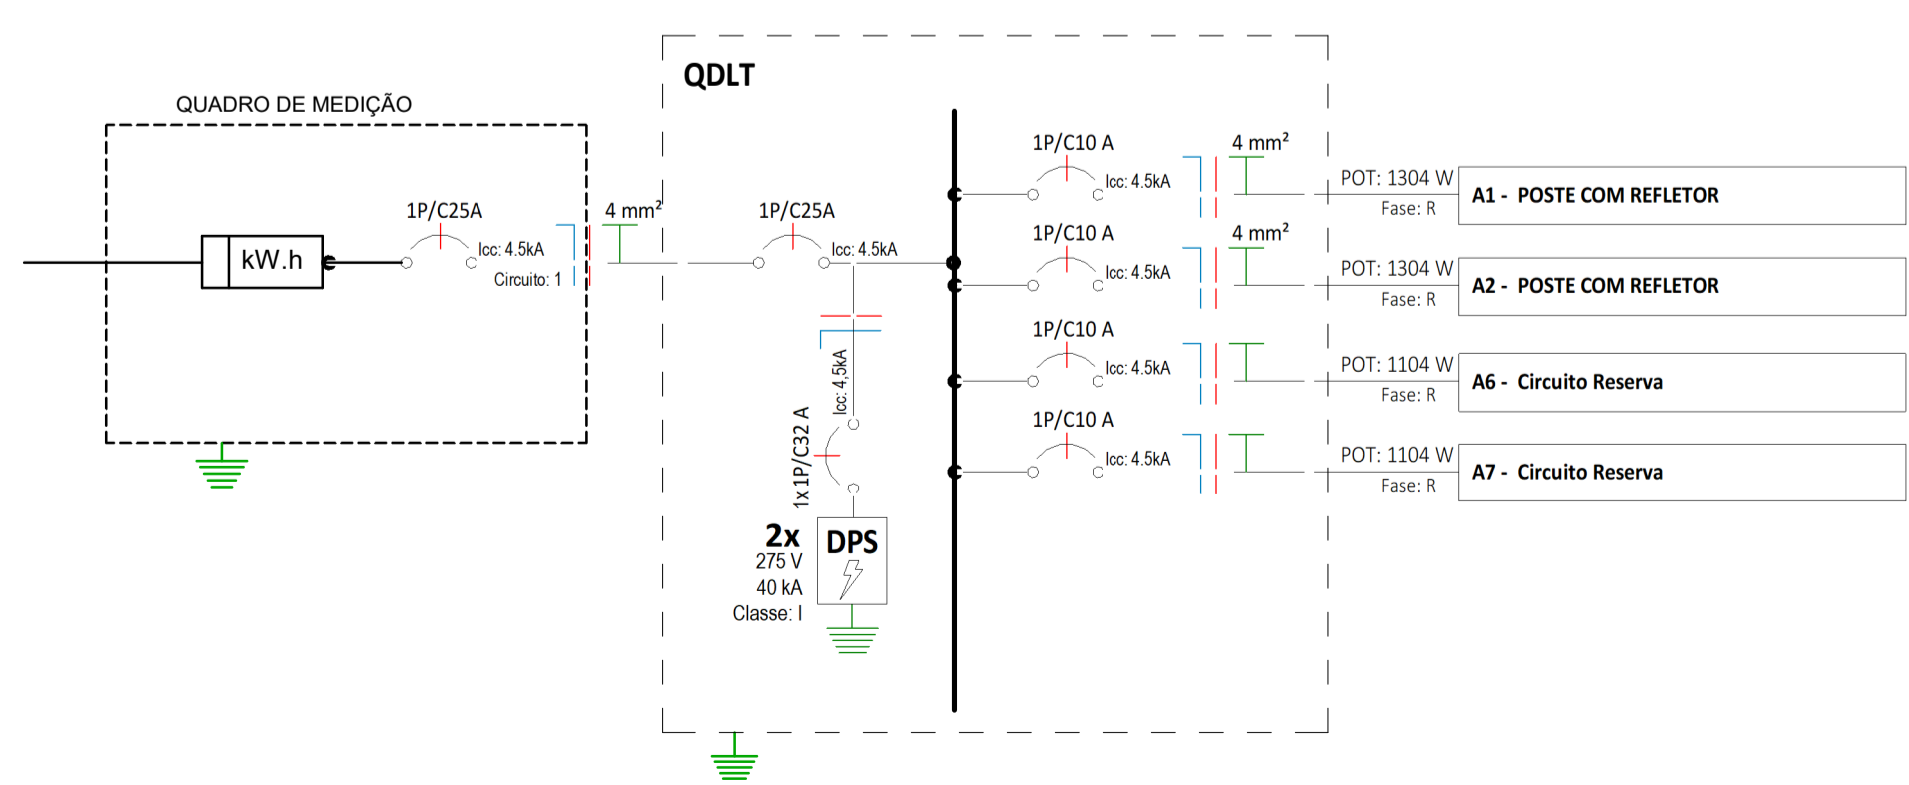 QUADRO DE MEDIÇÃO
kW.h
1P/C25A
Icc: 4.5kA
Circuito: 1
4 mm²
QDLT
1P/C25A
Icc: 4.5kA
Icc: 4,5kA
1x1P/C32 A
2x
275 V
40 kA
Classe: I
DPS
1P/C10 A
Icc: 4.5kA
4 mm²
POT: 1304 W
Fase: R
A1 - POSTE COM REFLETOR
1P/C10 A
Icc: 4.5kA
4 mm²
POT: 1304 W
Fase: R
A2 - POSTE COM REFLETOR
1P/C10 A
Icc: 4.5kA
POT: 1104 W
Fase: R
A6 - Circuito Reserva
1P/C10 A
Icc: 4.5kA
POT: 1104 W
Fase: R
A7 - Circuito Reserva